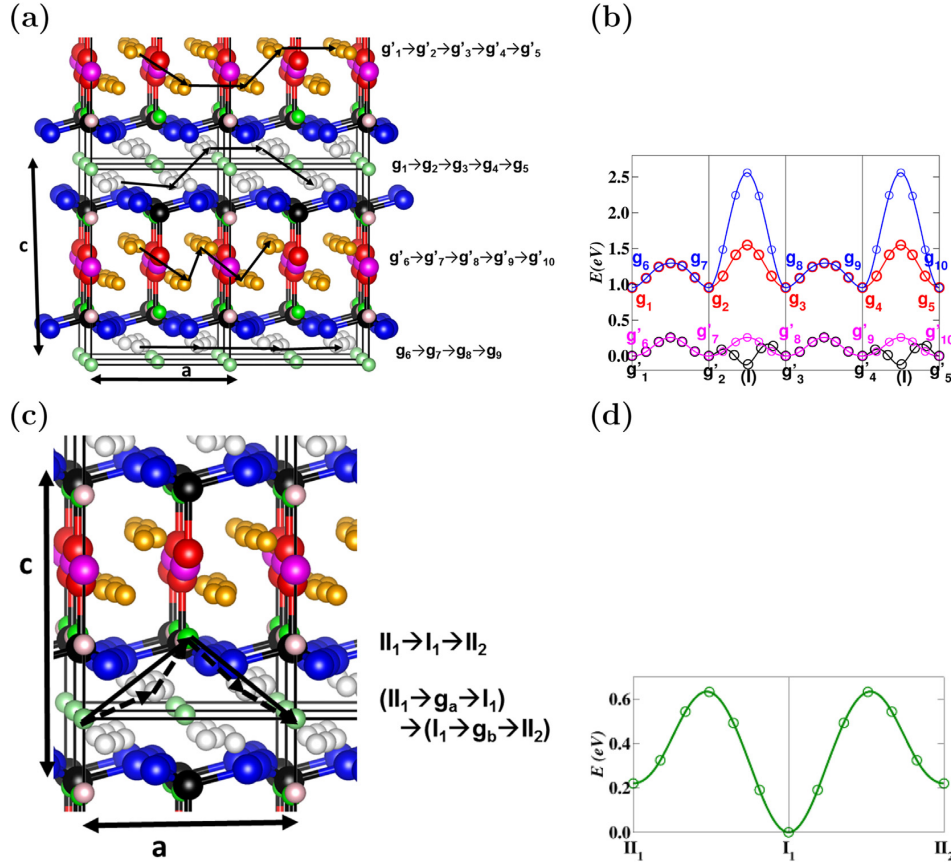 (a)
g'₁→g'₂→g'₃→g'₄→g'₅
g₁→g₂→g₃→g₄→g₅
c
g'₆→g'₇→g'₈→g'₉→g'₁₀
g₆→g₇→g₈→g₉
a
(b)
E(eV)
2.5
2.0
1.5
1.0
0.5
0.0
g₆ g₇ g₈ g₉ g₁₀
g₁ g₂ g₃ g₄ g₅
g'₆ g'₇ g'₈ g'₉ g'₁₀
g'₁ g'₂ (I) g'₃ g'₄ (I) g'₅
(c)
c
II₁→I₁→II₂
(II₁→gₐ→I₁)
→(I₁→g_b→II₂)
a
(d)
E (eV)
0.6
0.4
0.2
0.0
II₁ I₁ II₂